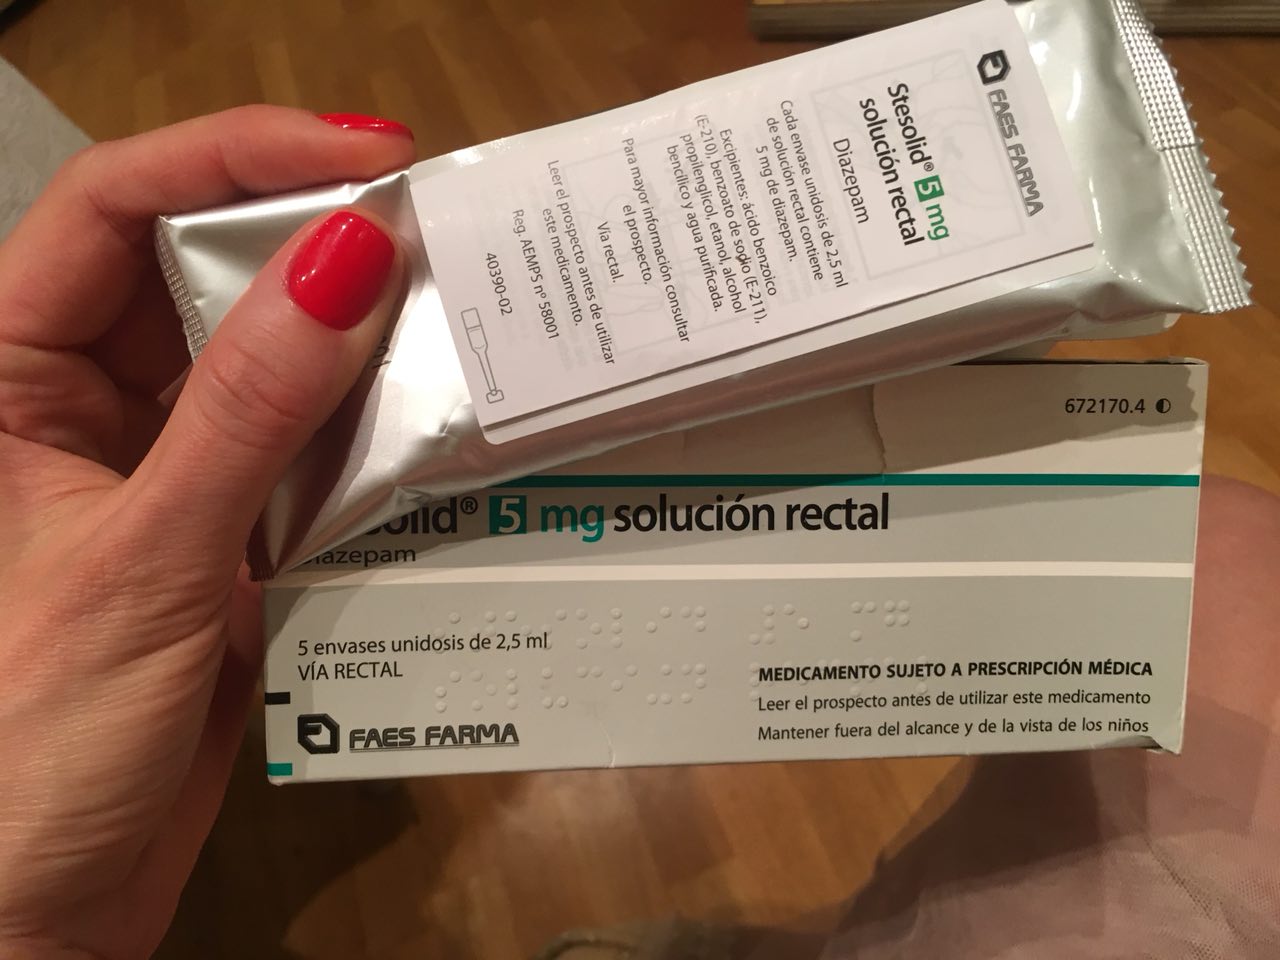 FAES FARMA
Stesolid® 5 mg
solución rectal
Diazepam
Cada envase unidosis de 2,5 ml
de solución rectal contiene
5 mg de diazepam.
Excipientes: ácido benzoico
(E-210), benzoato de sodio (E-211),
propilenglicol, etanol, alcohol
bencílico y agua purificada.
Para mayor información consultar
el prospecto.
Vía rectal.
Leer el prospecto antes de utilizar
este medicamento.
Reg. AEMPS nº 58001
40390-02
672170.4
solid® 5 mg solución rectal
iazepam
5 envases unidosis de 2,5 ml
VÍA RECTAL
FAES FARMA
MEDICAMENTO SUJETO A PRESCRIPCIÓN MÉDICA
Leer el prospecto antes de utilizar este medicamento
Mantener fuera del alcance y de la vista de los niños